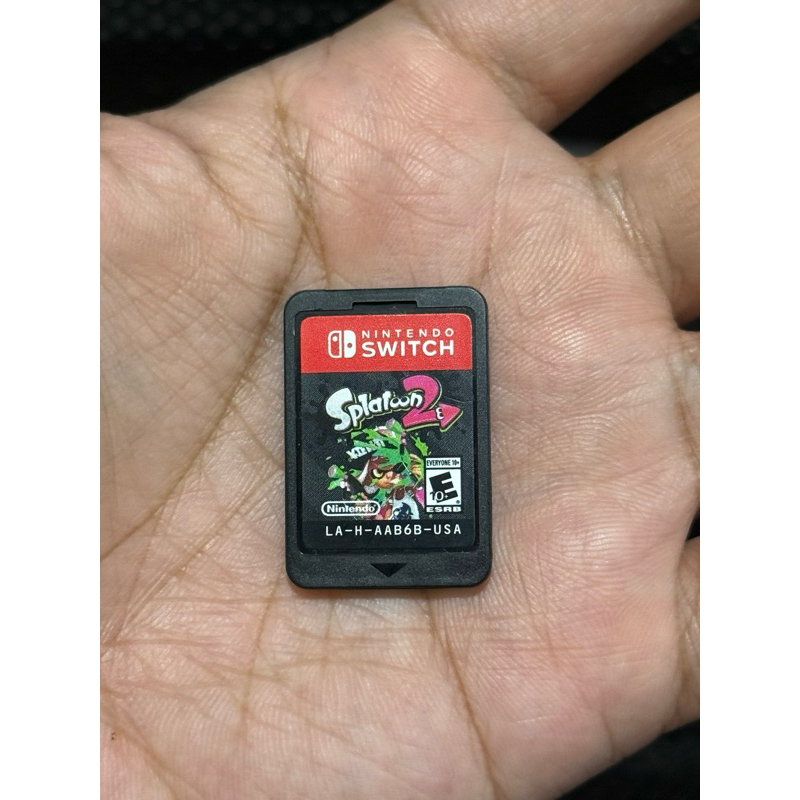 NINTENDO
SWITCH
Splatoon 2
EVERYONE 10+
E
10+
ESRB
Nintendo
LA-H-AAB6B-USA